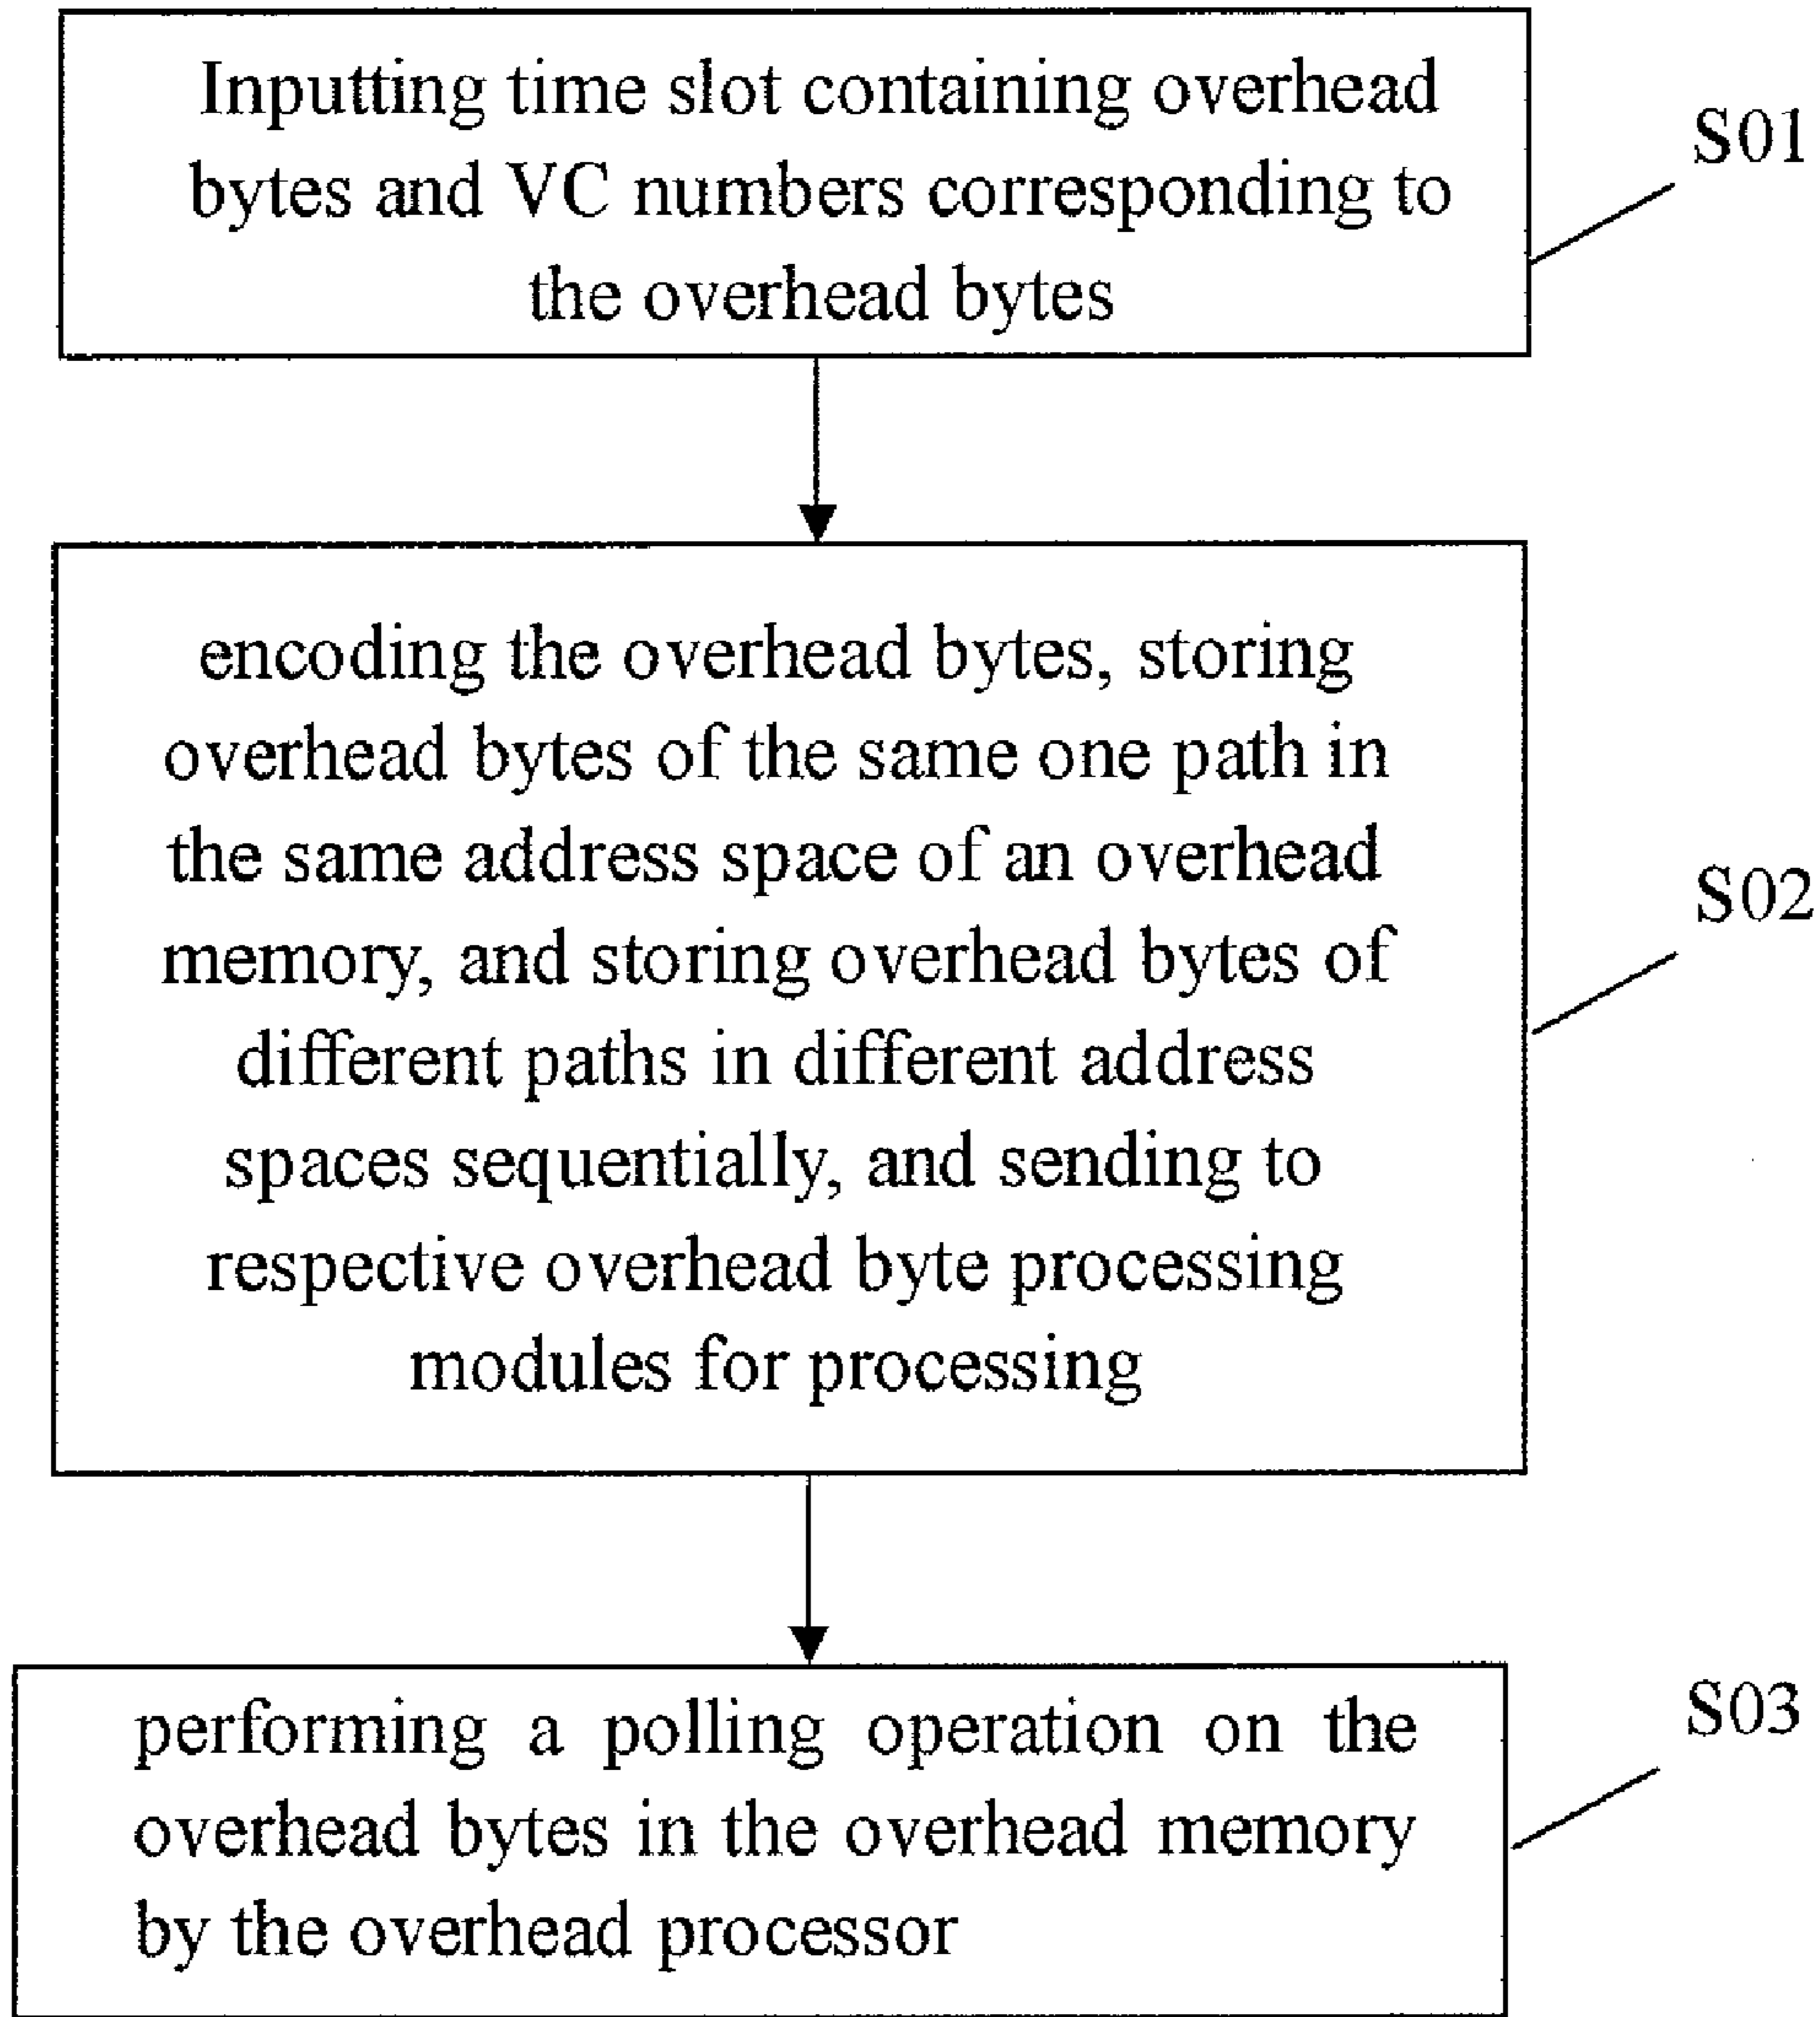 Inputting time slot containing overhead
bytes and VC numbers corresponding to
the overhead bytes
S01
encoding the overhead bytes, storing
overhead bytes of the same one path in
the same address space of an overhead
memory, and storing overhead bytes of
different paths in different address
spaces sequentially, and sending to
respective overhead byte processing
modules for processing
S02
performing a polling operation on the
overhead bytes in the overhead memory
by the overhead processor
S03